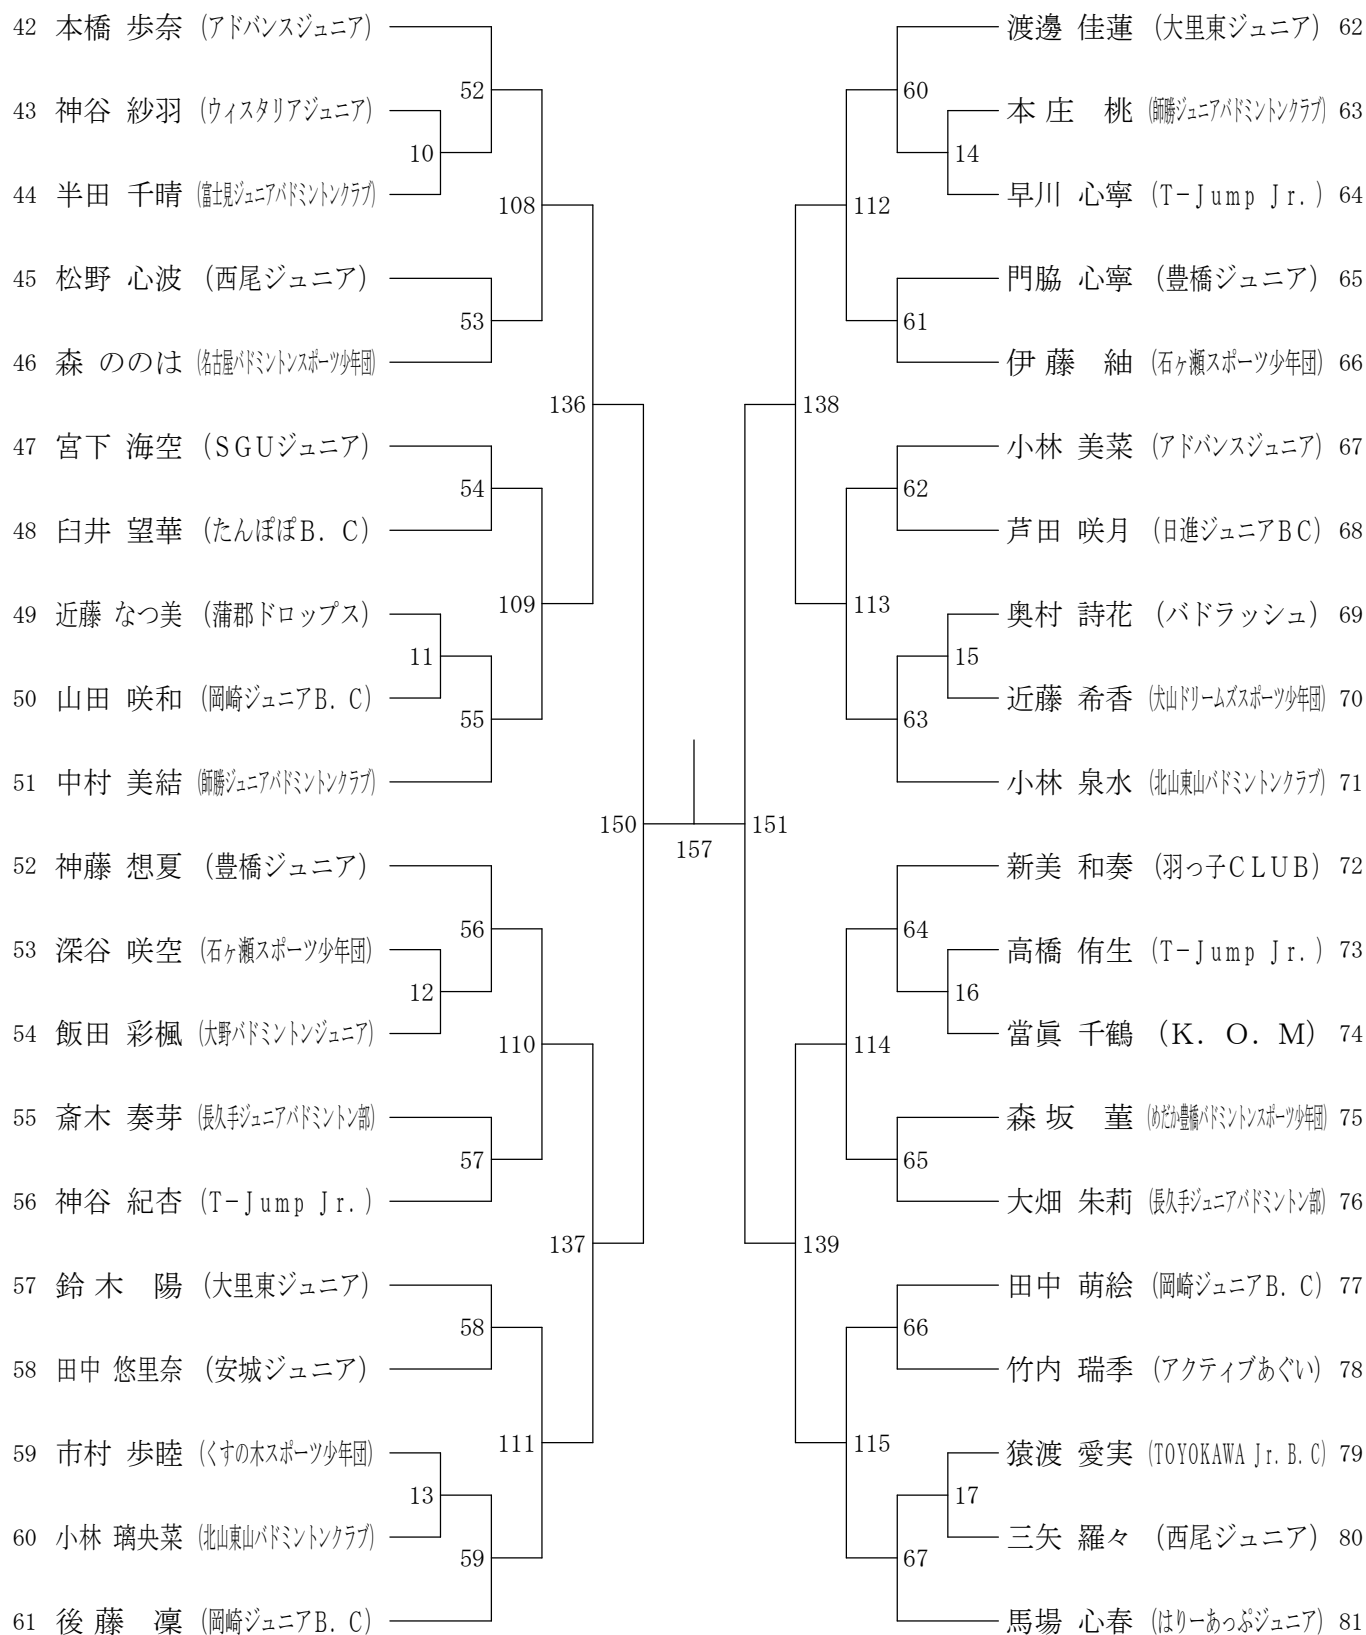 42 本橋 歩奈 (アドバンスジュニア)
43 神谷 紗羽 (ウィスタリアジュニア)
44 半田 千晴 (富士見ジュニアバドミントンクラブ)
45 松野 心波 (西尾ジュニア)
46 森 ののは (名古屋バドミントンスポーツ少年団)
47 宮下 海空 (SGUジュニア)
48 臼井 望華 (たんぽぽB.C)
49 近藤 なつ美 (蒲郡ドロップス)
50 山田 咲和 (岡崎ジュニアB.C)
51 中村 美結 (師勝ジュニアバドミントンクラブ)
52 神藤 想夏 (豊橋ジュニア)
53 深谷 咲空 (石ヶ瀬スポーツ少年団)
54 飯田 彩楓 (大野バドミントンジュニア)
55 斎木 奏芽 (長久手ジュニアバドミントン部)
56 神谷 紀杏 (T-Jump Jr.)
57 鈴木 陽 (大里東ジュニア)
58 田中 悠里奈 (安城ジュニア)
59 市村 歩睦 (くすの木スポーツ少年団)
60 小林 璃央菜 (北山東山バドミントンクラブ)
61 後藤 凜 (岡崎ジュニアB.C)
52
10
108
53
136
54
109
11
55
150
56
12
110
57
137
58
111
13
59
157
60
14
112
61
138
62
113
15
63
151
64
16
114
65
139
66
115
17
67
渡邊 佳蓮 (大里東ジュニア) 62
本庄 桃 (師勝ジュニアバドミントンクラブ) 63
早川 心寧 (T-Jump Jr.) 64
門脇 心寧 (豊橋ジュニア) 65
伊藤 紬 (石ヶ瀬スポーツ少年団) 66
小林 美菜 (アドバンスジュニア) 67
芦田 咲月 (日進ジュニアBC) 68
奥村 詩花 (バドラッシュ) 69
近藤 希香 (犬山ドリームズスポーツ少年団) 70
小林 泉水 (北山東山バドミントンクラブ) 71
新美 和奏 (羽っ子CLUB) 72
高橋 侑生 (T-Jump Jr.) 73
當眞 千鶴 (K.O.M) 74
森坂 菫 (めだか豊橋バドミントンスポーツ少年団) 75
大畑 朱莉 (長久手ジュニアバドミントン部) 76
田中 萌絵 (岡崎ジュニアB.C) 77
竹内 瑞季 (アクティブあぐい) 78
猿渡 愛実 (TOYOKAWA Jr.B.C) 79
三矢 羅々 (西尾ジュニア) 80
馬場 心春 (はりーあっぷジュニア) 81